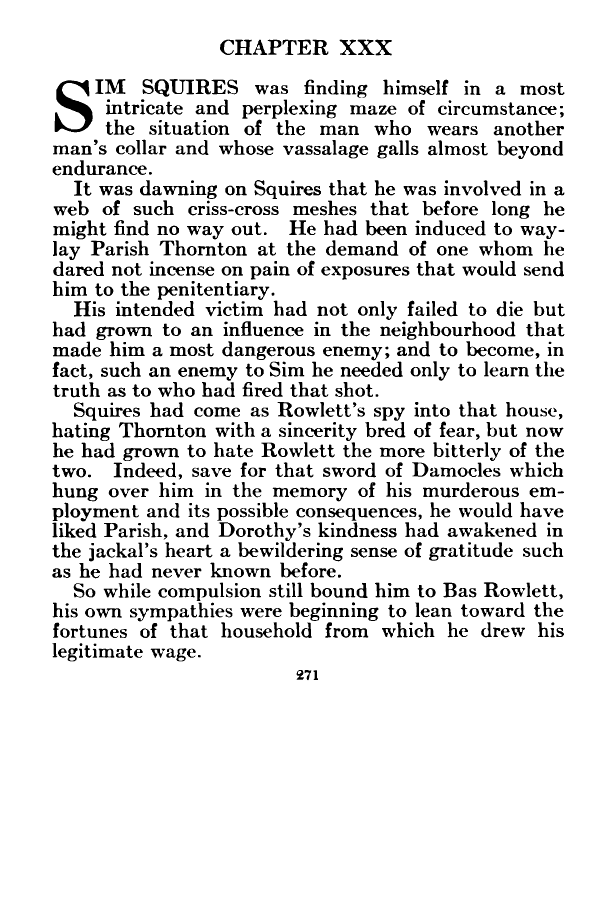 CHAPTER XXX
SIM SQUIRES was finding himself in a most
intricate and perplexing maze of circumstance;
the situation of the man who wears another
man's collar and whose vassalage galls almost beyond
endurance.
It was dawning on Squires that he was involved in a
web of such criss-cross meshes that before long he
might find no way out. He had been induced to way-
lay Parish Thornton at the demand of one whom he
dared not incense on pain of exposures that would send
him to the penitentiary.
His intended victim had not only failed to die but
had grown to an influence in the neighbourhood that
made him a most dangerous enemy; and to become, in
fact, such an enemy to Sim he needed only to learn the
truth as to who had fired that shot.
Squires had come as Rowlett's spy into that house,
hating Thornton with a sincerity bred of fear, but now
he had grown to hate Rowlett the more bitterly of the
two. Indeed, save for that sword of Damocles which
hung over him in the memory of his murderous em-
ployment and its possible consequences, he would have
liked Parish, and Dorothy's kindness had awakened in
the jackal's heart a bewildering sense of gratitude such
as he had never known before.
So while compulsion still bound him to Bas Rowlett,
his own sympathies were beginning to lean toward the
fortunes of that household from which he drew his
legitimate wage.
271